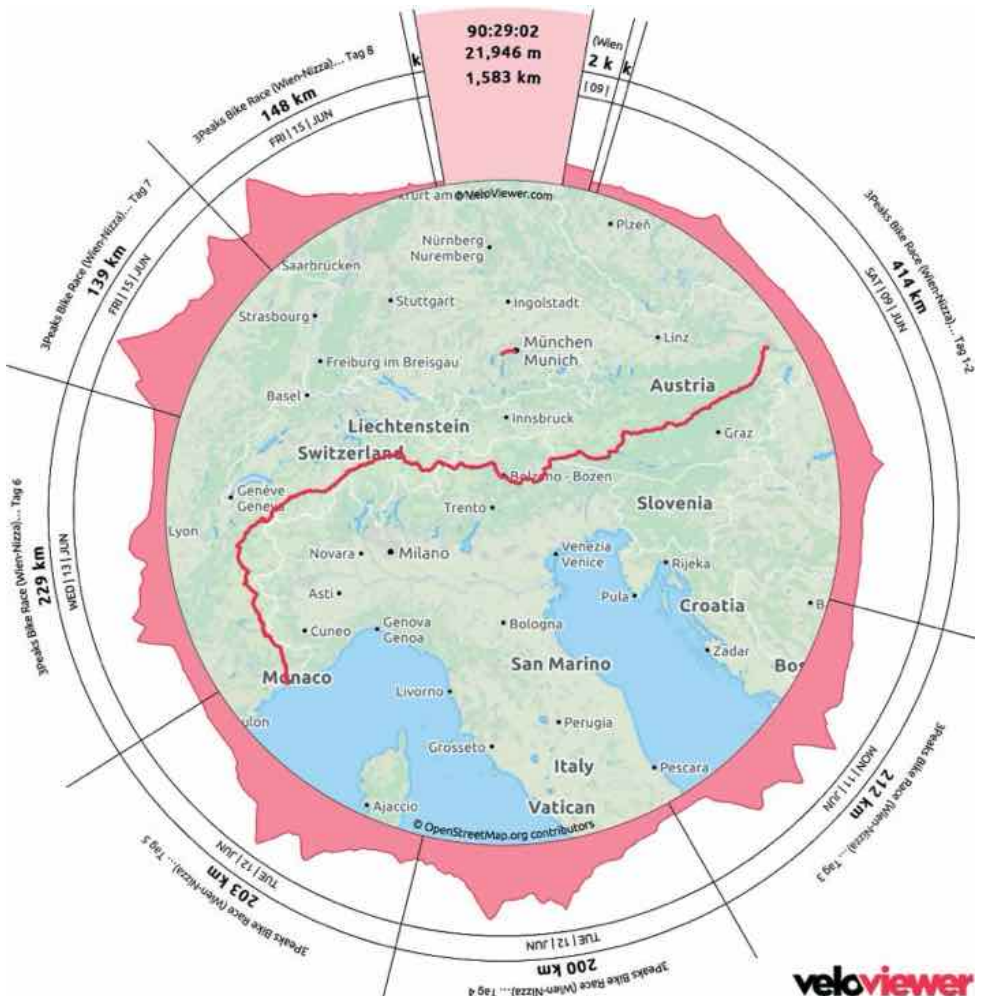 90:29:02
21,946 m
1,583 km
(Wien
2 k
k
| 09 |
3Peaks Bike Race (Wien-Nizza)... Tag 1-2
414 km
SAT | 09 | JUN
3Peaks Bike Race (Wien-Nizza)... Tag 3
212 km
MON | 11 | JUN
3Peaks Bike Race (Wien-Nizza)... Tag 4
200 km
TUE | 12 | JUN
3Peaks Bike Race (Wien-Nizza)... Tag 5
203 km
TUE | 12 | JUN
3Peaks Bike Race (Wien-Nizza)... Tag 6
229 km
WED | 13 | JUN
3Peaks Bike Race (Wien-Nizza)... Tag 7
139 km
FRI | 15 | JUN
3Peaks Bike Race (Wien-Nizza)... Tag 8
148 km
FRI | 15 | JUN
k
krfurt am
© VeloViewer.com
Plzeň
Nürnberg
Nuremberg
Saarbrücken
Stuttgart
Ingolstadt
Strasbourg
Linz
München
Munich
Freiburg im Breisgau
Austria
Basel
Innsbruck
Liechtenstein
Graz
Switzerland
Bolzano - Bozen
Genève
Geneva
Trento
Slovenia
Lyon
Novara
Milano
Venezia
Venice
Rijeka
Asti
Pula
Croatia
B
Cuneo
Genova
Genoa
Bologna
Zadar
San Marino
Bos
Monaco
Livorno
ulon
Perugia
Grosseto
Italy
Pescara
Ajaccio
Vatican
© OpenStreetMap.org contributors
veloviewer